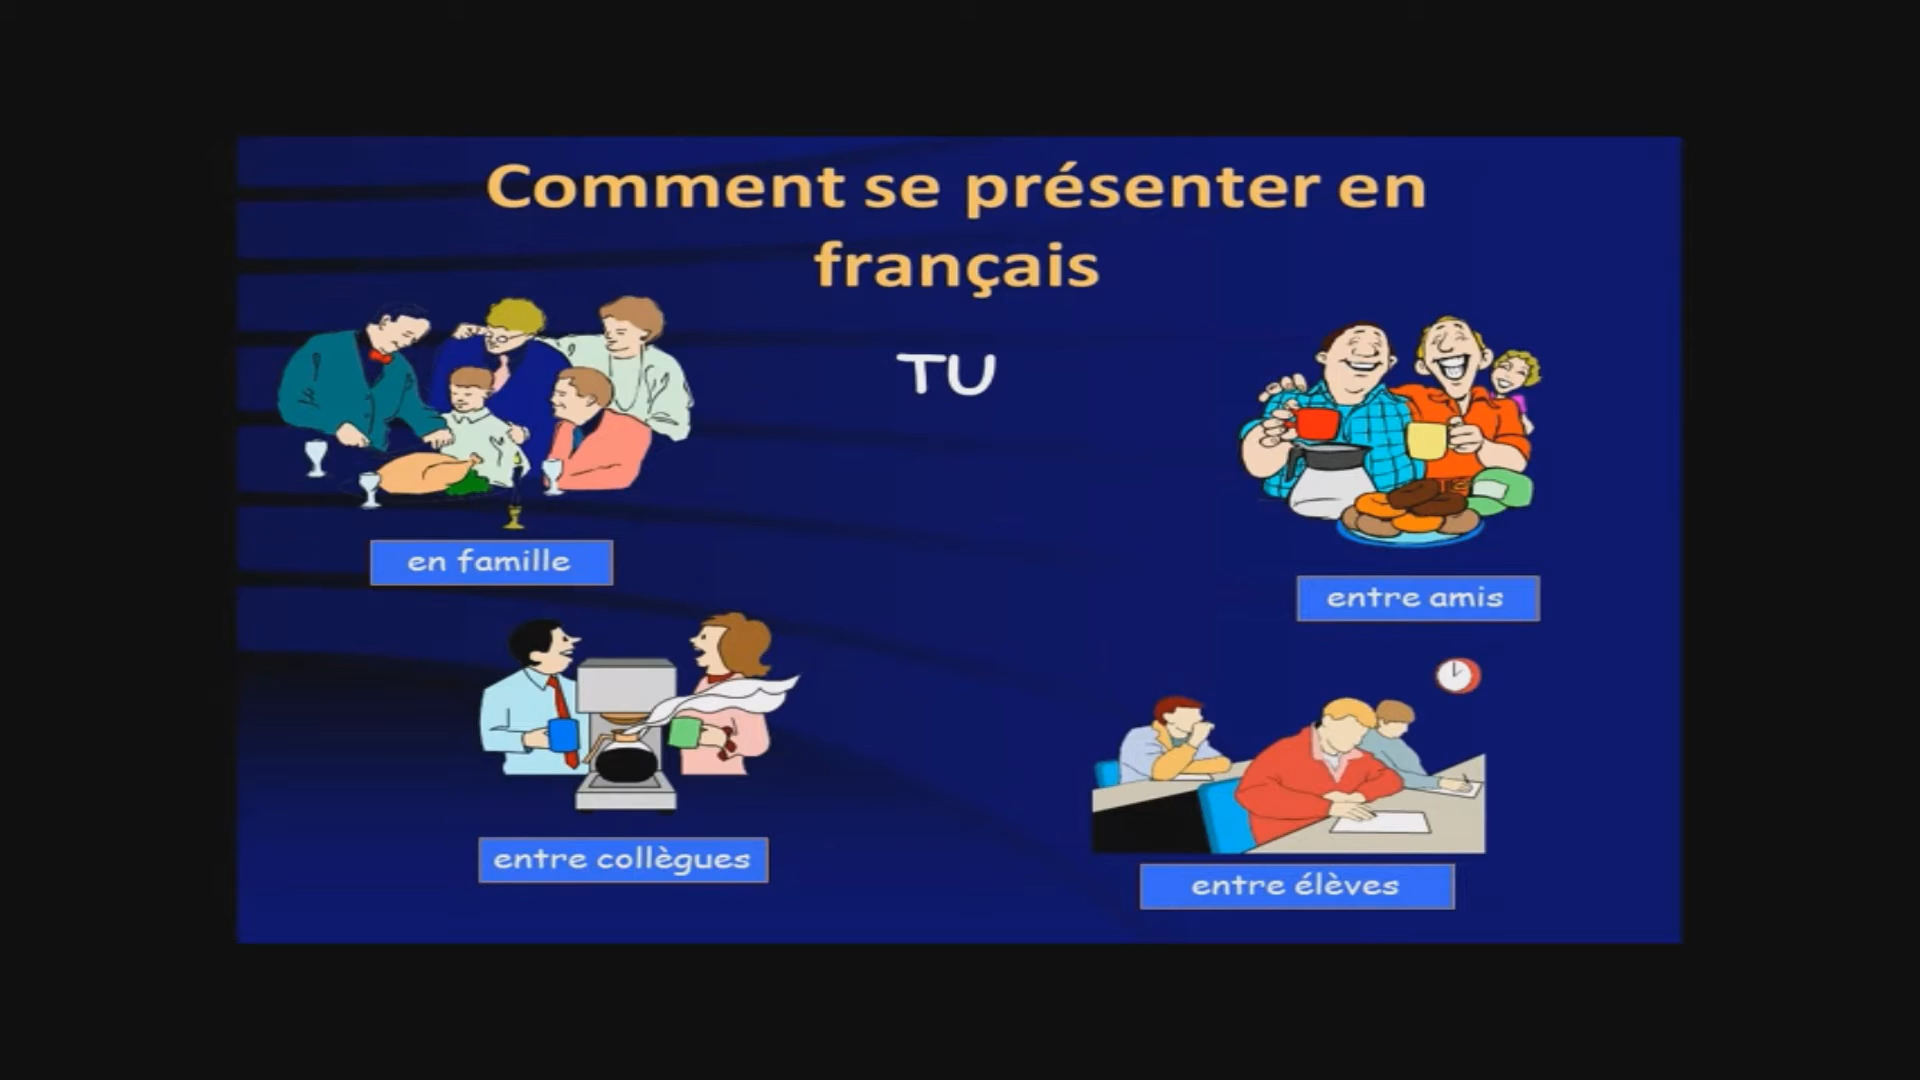 Comment se présenter en
français
TU
en famille
entre amis
entre collègues
entre élèves